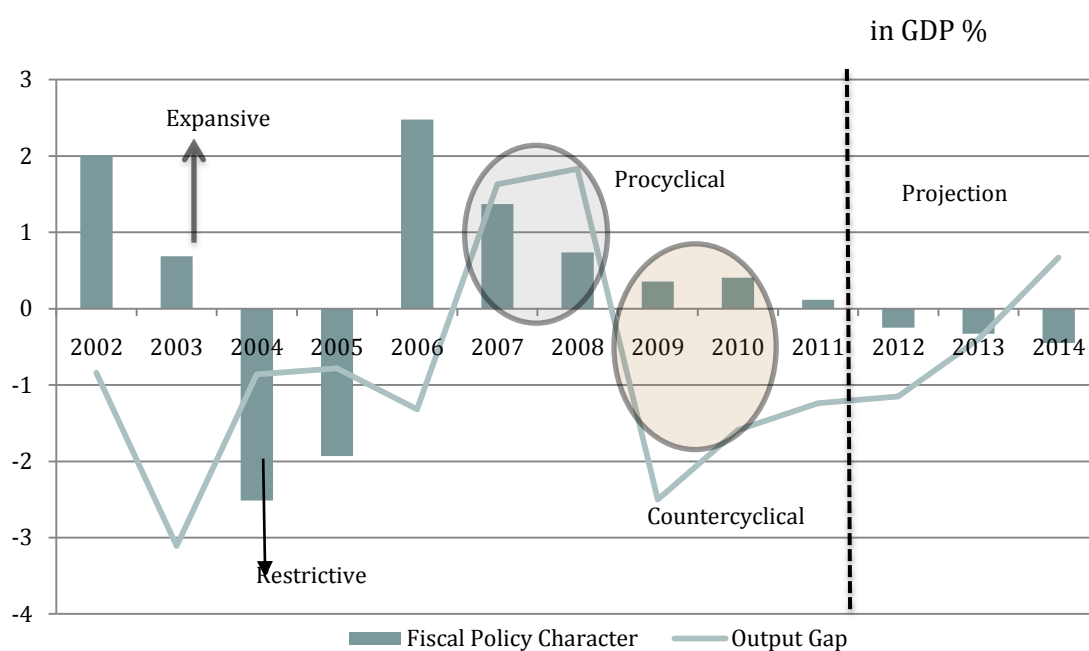 in GDP %
3
Expansive
2
Procyclical
Projection
1
0
2002 2003 2004 2005 2006 2007 2008 2009 2010 2011 2012 2013 2014
-1
-2
Countercyclical
-3
Restrictive
-4
Fiscal Policy Character Output Gap